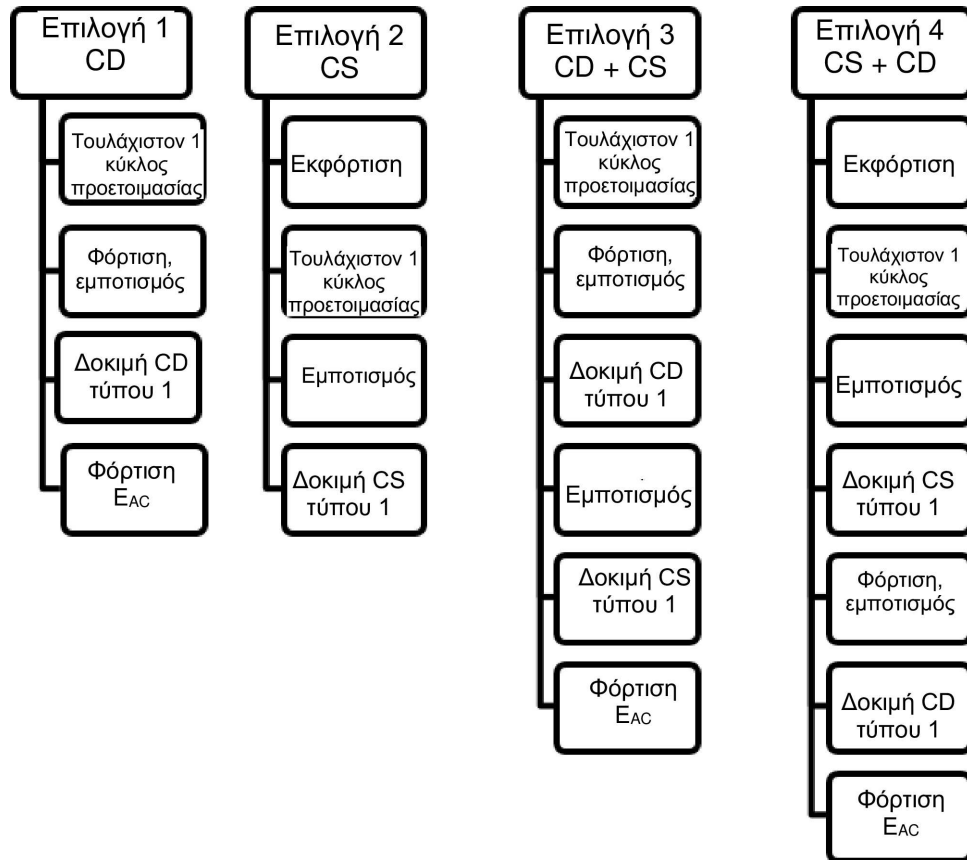 Επιλογή 1
CD
Τουλάχιστον 1
κύκλος
προετοιμασίας
Φόρτιση,
εμποτισμός
Δοκιμή CD
τύπου 1
Φόρτιση
EAC
Επιλογή 2
CS
Εκφόρτιση
Τουλάχιστον 1
κύκλος
προετοιμασίας
Εμποτισμός
Δοκιμή CS
τύπου 1
Επιλογή 3
CD + CS
Τουλάχιστον 1
κύκλος
προετοιμασίας
Φόρτιση,
εμποτισμός
Δοκιμή CD
τύπου 1
Εμποτισμός
Δοκιμή CS
τύπου 1
Φόρτιση
EAC
Επιλογή 4
CS + CD
Εκφόρτιση
Τουλάχιστον 1
κύκλος
προετοιμασίας
Εμποτισμός
Δοκιμή CS
τύπου 1
Φόρτιση,
εμποτισμός
Δοκιμή CD
τύπου 1
Φόρτιση
EAC